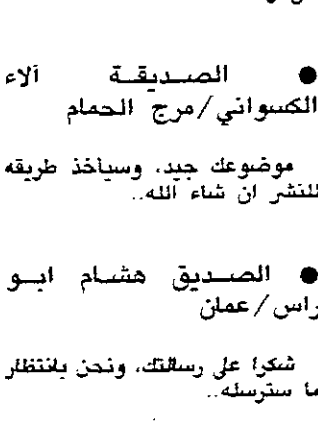 ● الصديقة آلاء
الكسواني/مرج الحمام
موضوعك جيد، وسيأخذ طريقه
للنشر ان شاء الله..
● الصديق هشام ابو
راس/عمان
شكرا على رسالتك، ونحن بانتظار
ما سترسله..